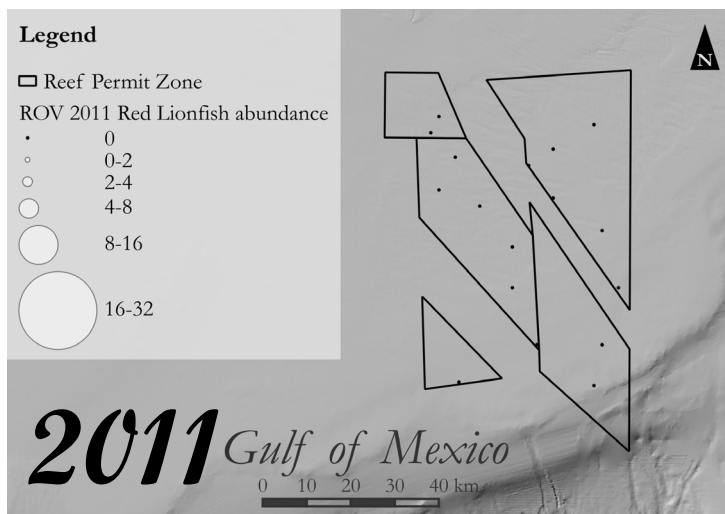 Legend
N
Reef Permit Zone
ROV 2011 Red Lionfish abundance
0
0-2
2-4
4-8
8-16
16-32
2011
Gulf of Mexico
0 10 20 30 40 km